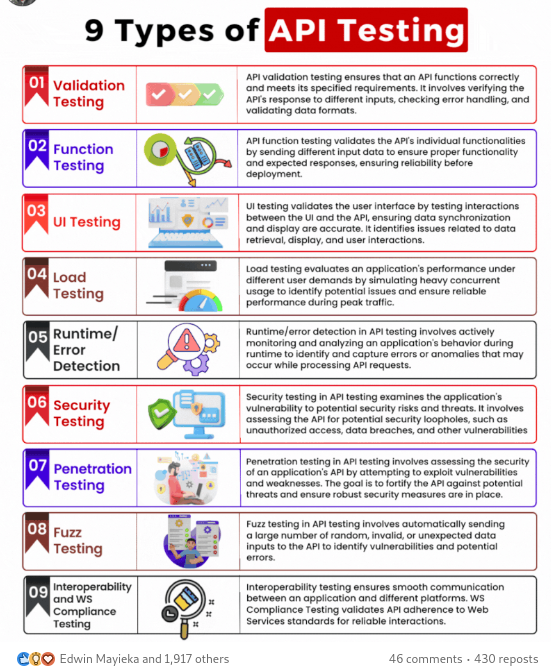 9 Types of API Testing
01
Validation
Testing
API validation testing ensures that an API functions correctly
and meets its specified requirements. It involves verifying the
API's response to different inputs, checking error handling, and
validating data formats.
02
Function
Testing
API function testing validates the API's individual functionalities
by sending different input data to ensure proper functionality
and expected responses, ensuring reliability before
deployment.
03
UI Testing
UI testing validates the user interface by testing interactions
between the UI and the API, ensuring data synchronization
and display are accurate. It identifies issues related to data
retrieval, display, and user interactions.
04
Load
Testing
Load testing evaluates an application's performance under
different user demands by simulating heavy concurrent
usage to identify potential issues and ensure reliable
performance during peak traffic.
05
Runtime/
Error
Detection
Runtime/error detection in API testing involves actively
monitoring and analyzing an application's behavior during
runtime to identify and capture errors or anomalies that may
occur while processing API requests.
06
Security
Testing
Security testing in API testing examines the application's
vulnerability to potential security risks and threats. It involves
assessing the API for potential security loopholes, such as
unauthorized access, data breaches, and other vulnerabilities
07
Penetration
Testing
Penetration testing in API testing involves assessing the security
of an application's API by attempting to exploit vulnerabilities
and weaknesses. The goal is to fortify the API against potential
threats and ensure robust security measures are in place.
08
Fuzz
Testing
Fuzz testing in API testing involves automatically sending
a large number of random, invalid, or unexpected data
inputs to the API to identify vulnerabilities and potential
errors.
09
Interoperability
and WS
Compliance
Testing
Interoperability testing ensures smooth communication
between an application and different platforms. WS
Compliance Testing validates API adherence to Web
Services standards for reliable interactions.
Edwin Mayieka and 1,917 others
46 comments · 430 reposts